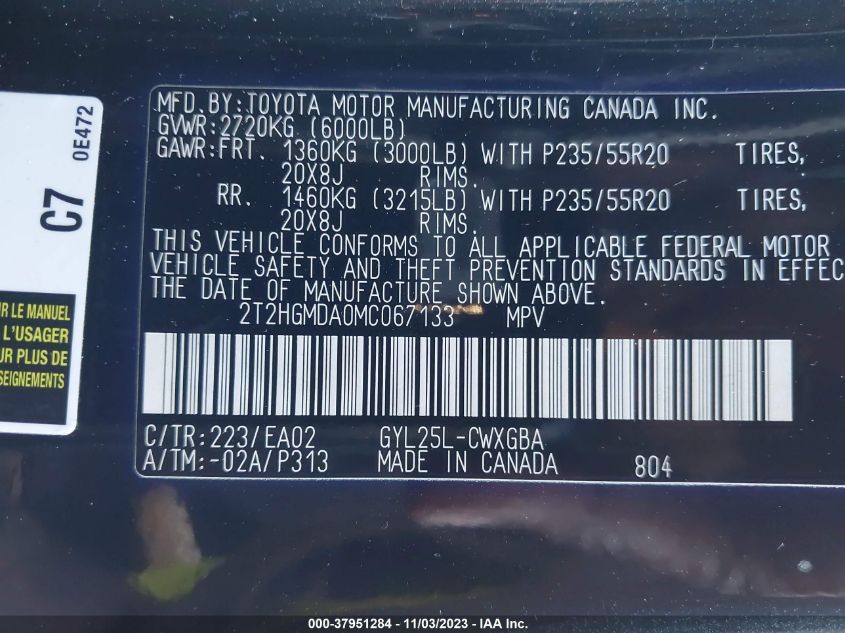 MFD.BY:TOYOTA MOTOR MANUFACTURING CANADA INC.
GVWR:2720KG (6000LB)
GAWR:FRT. 1360KG (3000LB) WITH P235/55R20 TIRES,
20X8J RIMS.
RR. 1460KG (3215LB) WITH P235/55R20 TIRES,
20X8J RIMS.
THIS VEHICLE CONFORMS TO ALL APPLICABLE FEDERAL MOTOR
VEHICLE SAFETY AND THEFT PREVENTION STANDARDS IN EFFEC
THE DATE OF MANUFACTURE SHOWN ABOVE.
2T2HGMDA0MC067133 MPV
C/TR:223/EA02 GYL25L-CWXGBA
A/TM:-02A/P313 MADE IN CANADA 804
C7 0E472
R LE MANUEL
L'USAGER
UR PLUS DE
SEIGNEMENTS
000-37951284 - 11/03/2023 - IAA Inc.